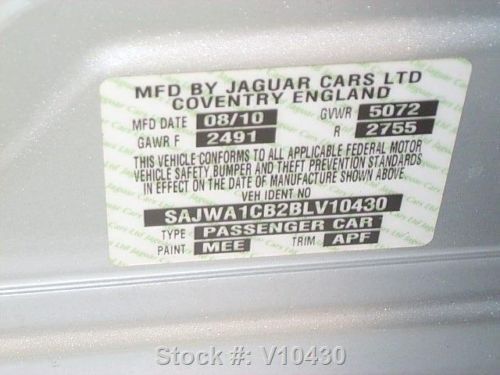 MFD BY JAGUAR CARS LTD
COVENTRY ENGLAND
MFD DATE 08/10 GVWR 5072
GAWR F 2491 R 2755
THIS VEHICLE CONFORMS TO ALL APPLICABLE FEDERAL MOTOR
VEHICLE SAFETY BUMPER AND THEFT PREVENTION STANDARDS
IN EFFECT ON THE DATE OF MANUFACTURE SHOWN ABOVE.
VEH IDENT NO
SAJWA1CB2BLV10430
TYPE PASSENGER CAR
PAINT MEE TRIM APF
Stock #: V10430